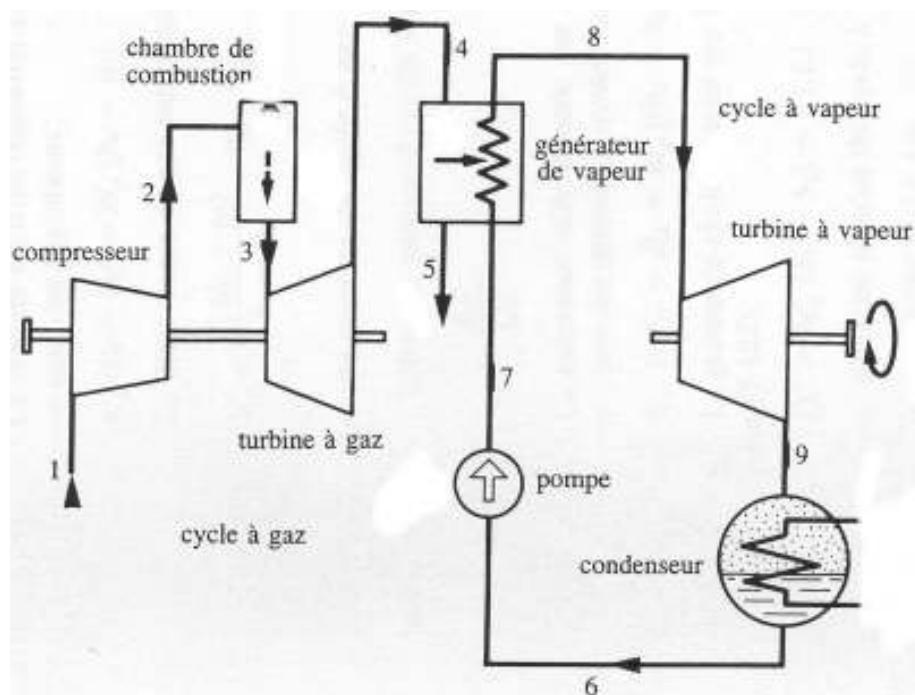 chambre de
combustion
4
8
cycle à vapeur
générateur
de vapeur
2
turbine à vapeur
compresseur
3
5
7
turbine à gaz
9
1
pompe
cycle à gaz
condenseur
6